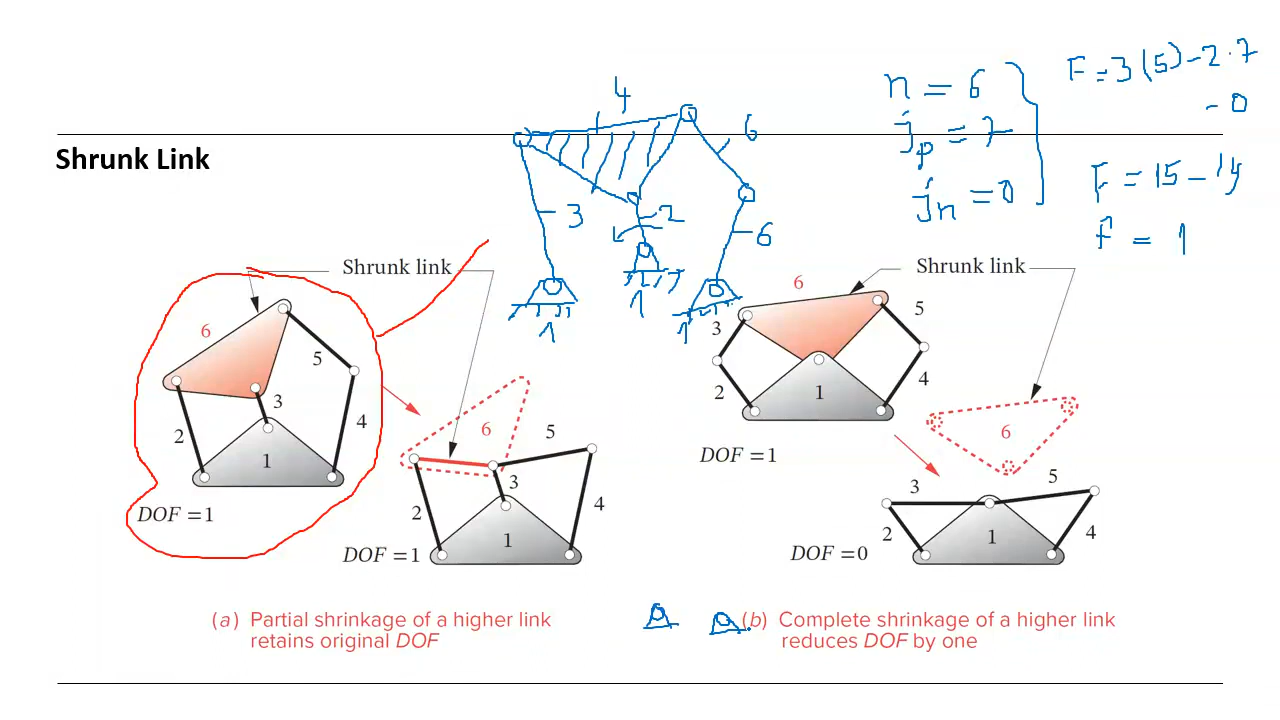 Shrunk Link
4
6
3
2
6
1
1
1
n = 6
jp = 7
jn = 0
F = 3(5) - 2·7
- 0
F = 15 - 14
f = 1
Shrunk link
6
5
3
2
4
1
DOF = 1
6
5
3
2
4
1
DOF = 1
(a) Partial shrinkage of a higher link
retains original DOF
Shrunk link
6
3
5
2
1
4
DOF = 1
6
3
5
2
1
4
DOF = 0
(b) Complete shrinkage of a higher link
reduces DOF by one